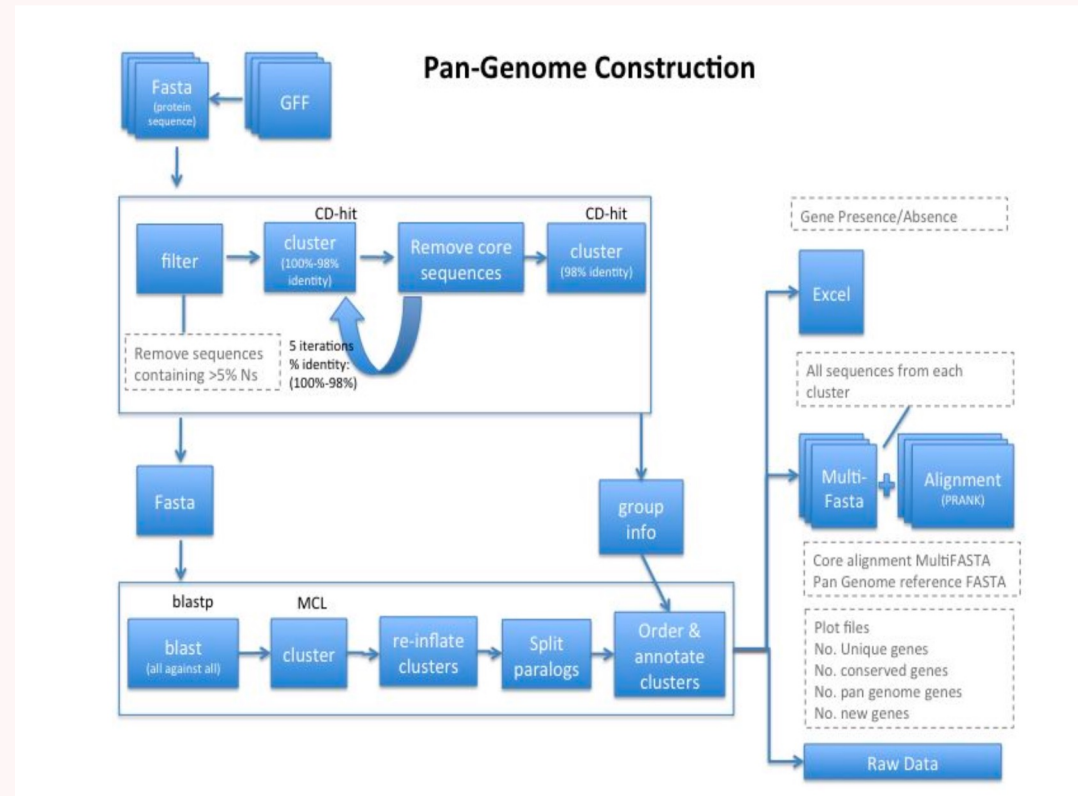 Pan-Genome Construction
Fasta
(protein
sequence)
GFF
CD-hit
CD-hit
filter
cluster
(100%-98%
identity)
Remove core
sequences
cluster
(98% identity)
Remove sequences
containing >5% Ns
5 iterations
% identity:
(100%-98%)
Fasta
group
info
blastp
MCL
blast
(all against all)
cluster
re-inflate
clusters
Split
paralogs
Order &
annotate
clusters
Gene Presence/Absence
Excel
All sequences from each
cluster
Multi-
Fasta
Alignment
(PRANK)
Core alignment MultiFASTA
Pan Genome reference FASTA
Plot files
No. Unique genes
No. conserved genes
No. pan genome genes
No. new genes
Raw Data